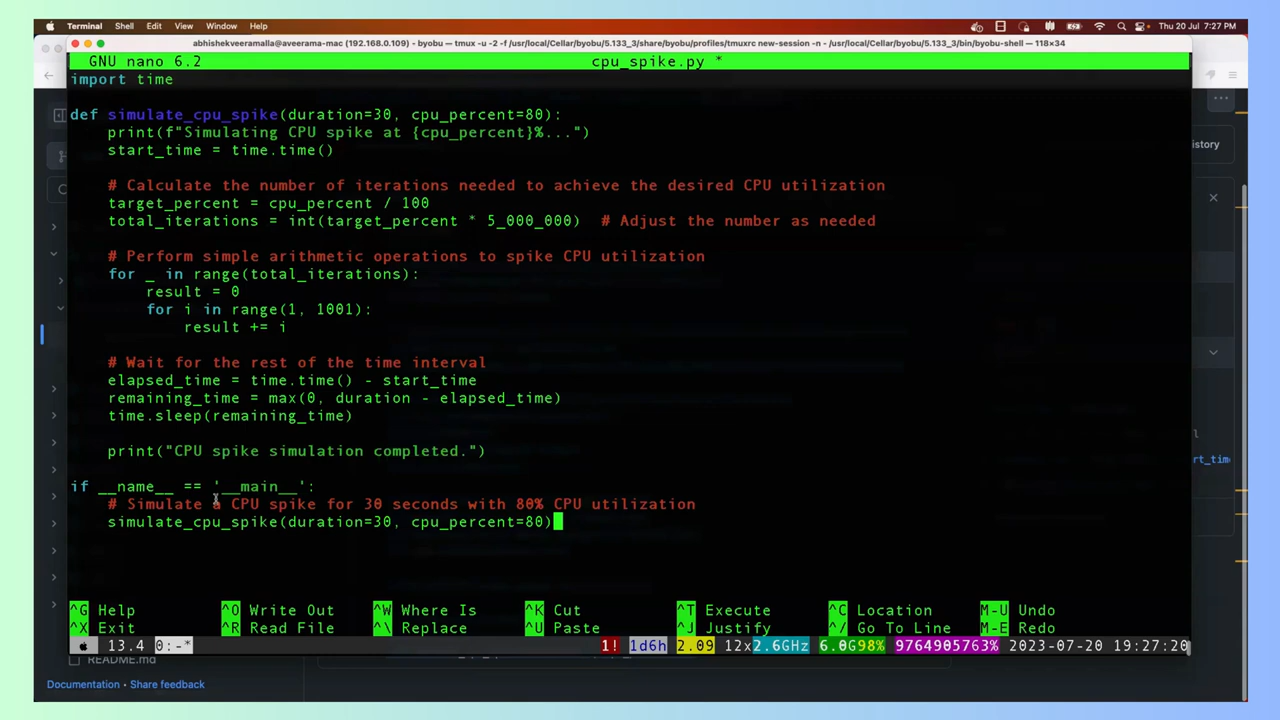 Terminal Shell Edit View Window Help Thu 20 Jul 7:27 PM
abhishekveeramalla@aveerama-mac (192.168.0.109) - byobu — tmux -u -2 -f /usr/local/Cellar/byobu/5.133_3/share/byobu/profiles/tmuxrc new-session -n - /usr/local/Cellar/byobu/5.133_3/bin/byobu-shell — 118×34
GNU nano 6.2 cpu_spike.py *
import time
def simulate_cpu_spike(duration=30, cpu_percent=80):
    print(f"Simulating CPU spike at {cpu_percent}%...")
    start_time = time.time()
    # Calculate the number of iterations needed to achieve the desired CPU utilization
    target_percent = cpu_percent / 100
    total_iterations = int(target_percent * 5_000_000)  # Adjust the number as needed
    # Perform simple arithmetic operations to spike CPU utilization
    for _ in range(total_iterations):
        result = 0
        for i in range(1, 1001):
            result += i
    # Wait for the rest of the time interval
    elapsed_time = time.time() - start_time
    remaining_time = max(0, duration - elapsed_time)
    time.sleep(remaining_time)
    print("CPU spike simulation completed.")
if __name__ == '__main__':
    # Simulate a CPU spike for 30 seconds with 80% CPU utilization
    simulate_cpu_spike(duration=30, cpu_percent=80)
^G Help ^O Write Out ^W Where Is ^K Cut ^T Execute ^C Location M-U Undo
^X Exit ^R Read File ^\ Replace ^U Paste ^J Justify ^/ Go To Line M-E Redo
13.4 0:-* 1! 1d6h 2.09 12x2.6GHz 6.0G98% 9764905763% 2023-07-20 19:27:20
README.md
Documentation · Share feedback
istory
rt_time